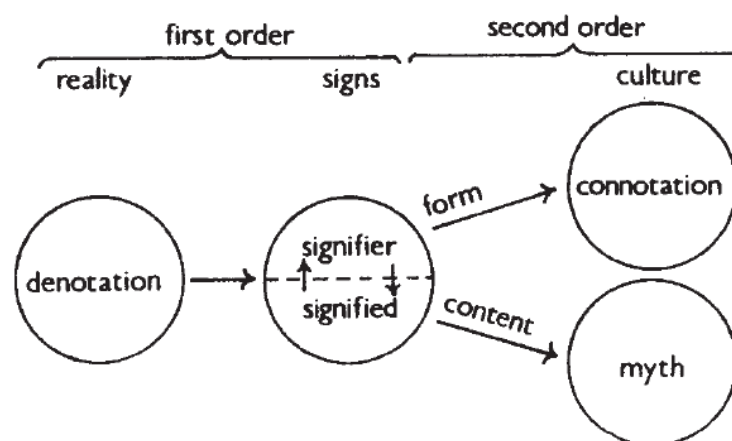 first order
second order
reality
signs
culture
form
connotation
signifier
denotation
signified
content
myth